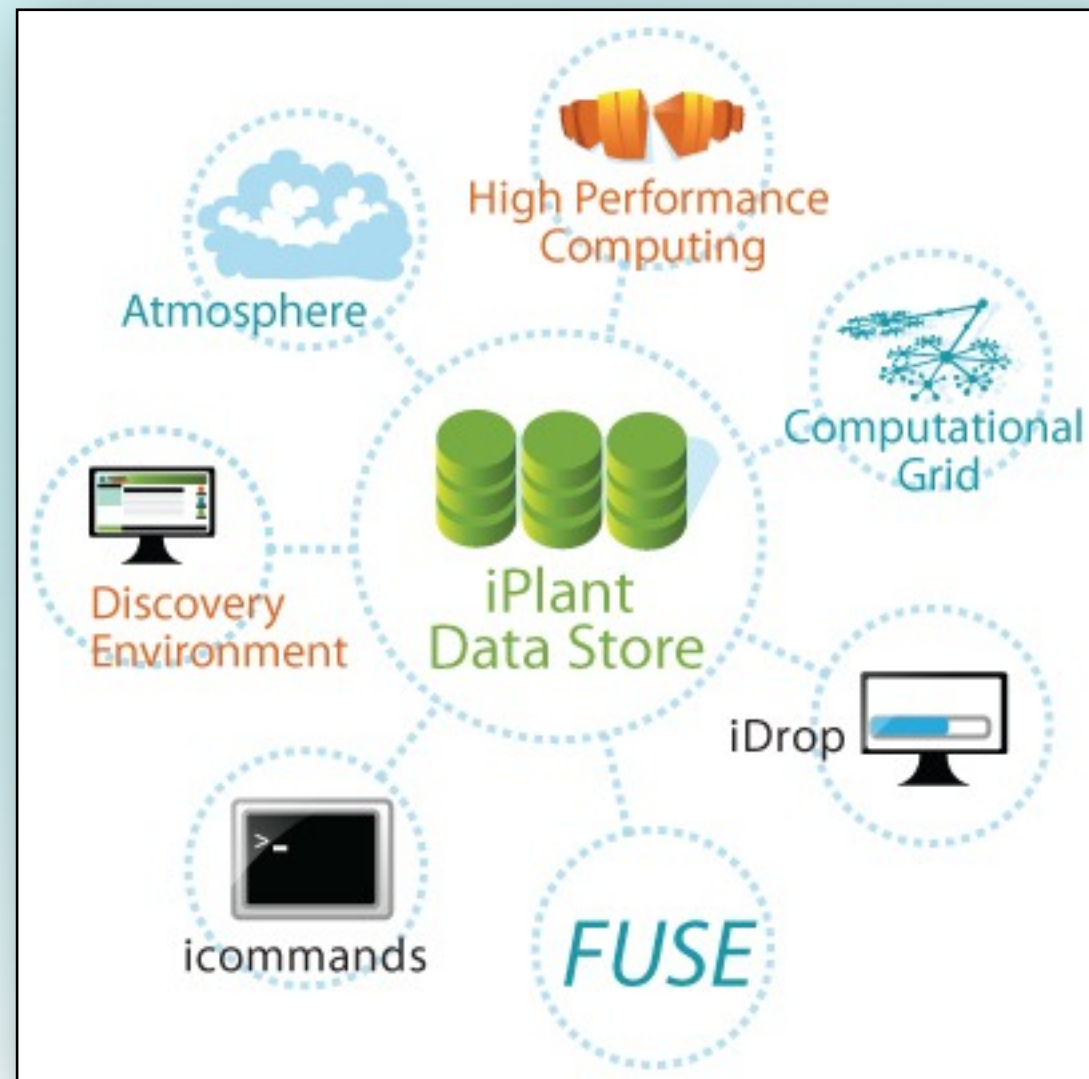 High Performance
Computing
Atmosphere
Computational
Grid
iPlant
Data Store
Discovery
Environment
iDrop
>_
icommands
FUSE